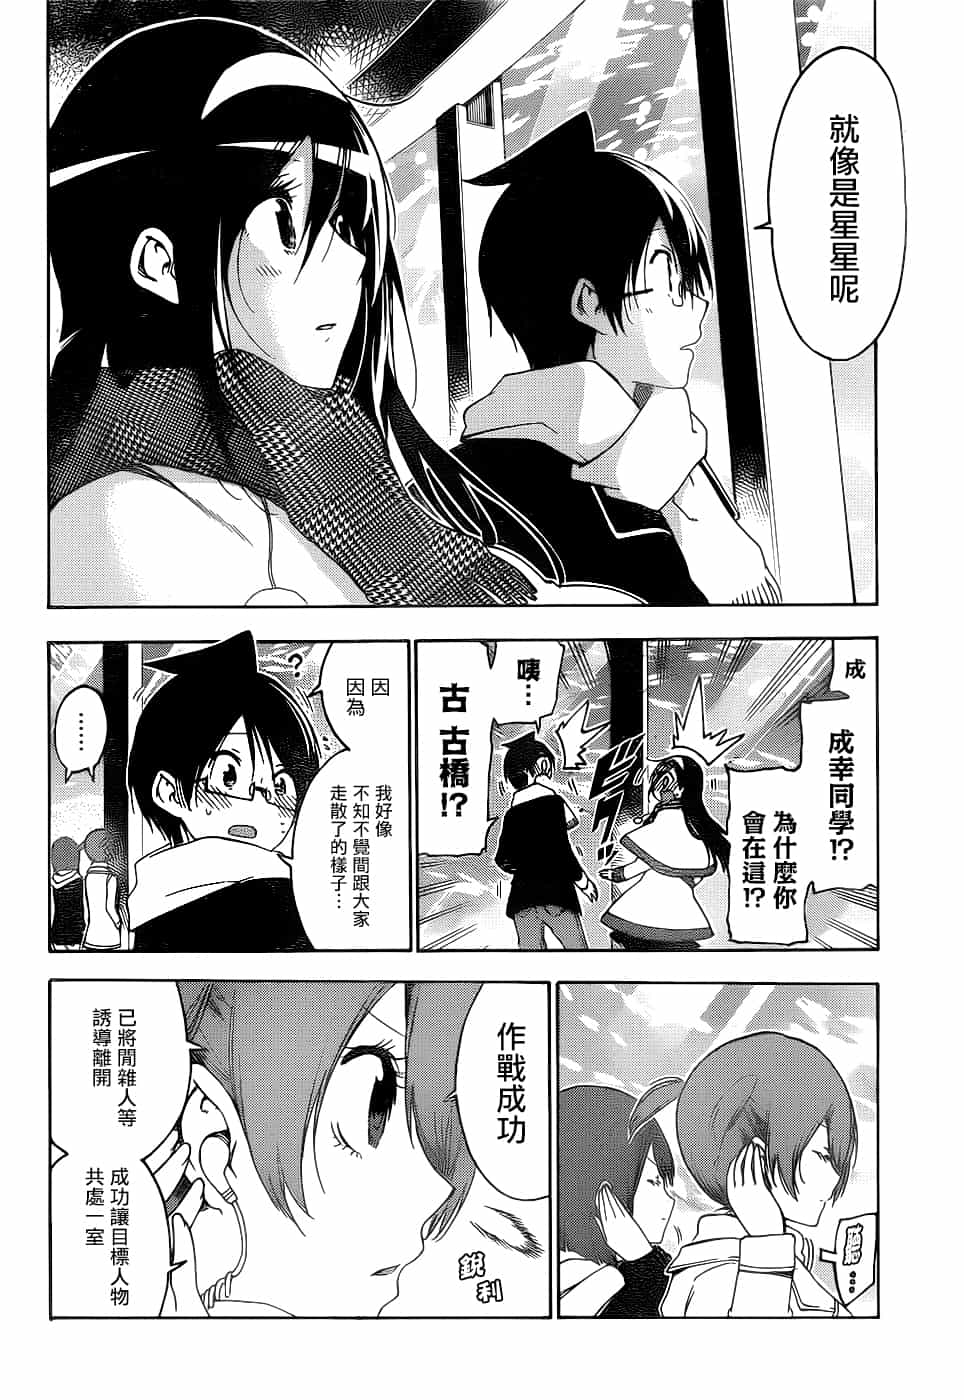 就像是星星呢
成
成幸同學!?
為什麼你
會在這!?
咦…
古 古橋!?
?
因
因為
我好像
不知不覺間跟大家
走散了的樣子…
……
聽…
作戰成功
銳利
已將閒雜人等
誘導離開
成功讓目標人物
共處一室